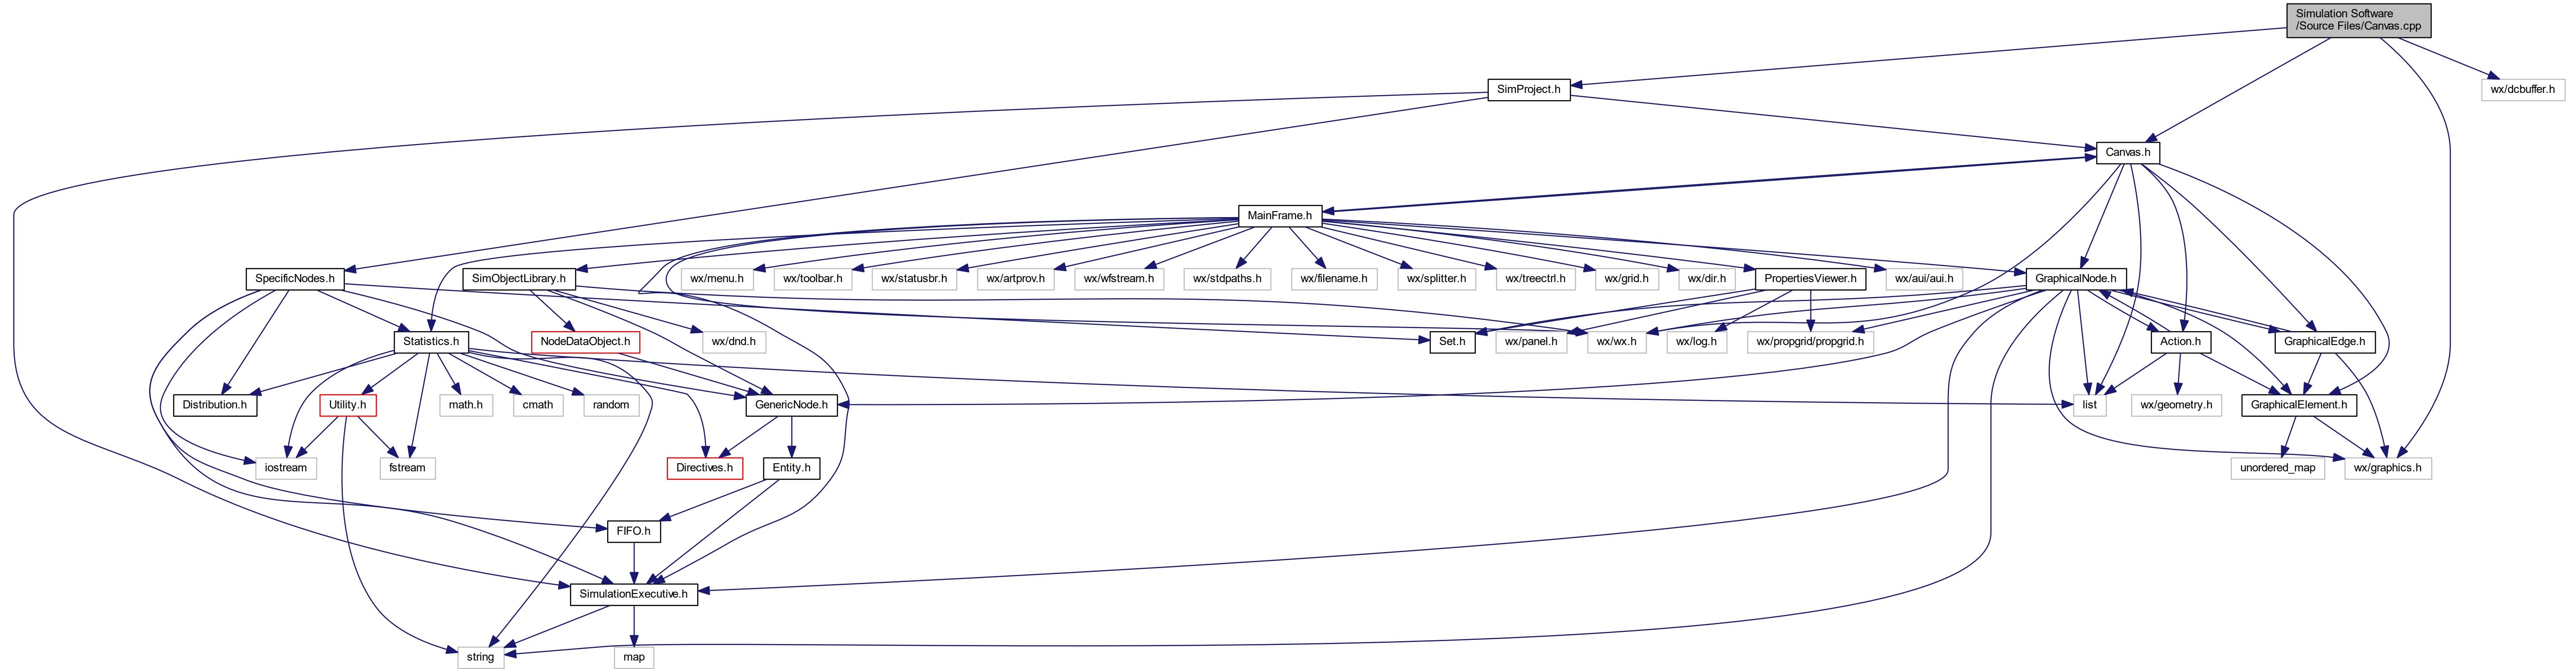 Simulation Software
/Source Files/Canvas.cpp
SimProject.h
wx/dcbuffer.h
Canvas.h
MainFrame.h
SpecificNodes.h
SimObjectLibrary.h
wx/menu.h
wx/toolbar.h
wx/statusbr.h
wx/artprov.h
wx/wfstream.h
wx/stdpaths.h
wx/filename.h
wx/splitter.h
wx/treectrl.h
wx/grid.h
wx/dir.h
PropertiesViewer.h
wx/aui/aui.h
GraphicalNode.h
Statistics.h
NodeDataObject.h
wx/dnd.h
Set.h
wx/panel.h
wx/wx.h
wx/log.h
wx/propgrid/propgrid.h
Action.h
GraphicalEdge.h
Distribution.h
Utility.h
math.h
cmath
random
GenericNode.h
list
wx/geometry.h
GraphicalElement.h
iostream
fstream
Directives.h
Entity.h
unordered_map
wx/graphics.h
FIFO.h
SimulationExecutive.h
string
map